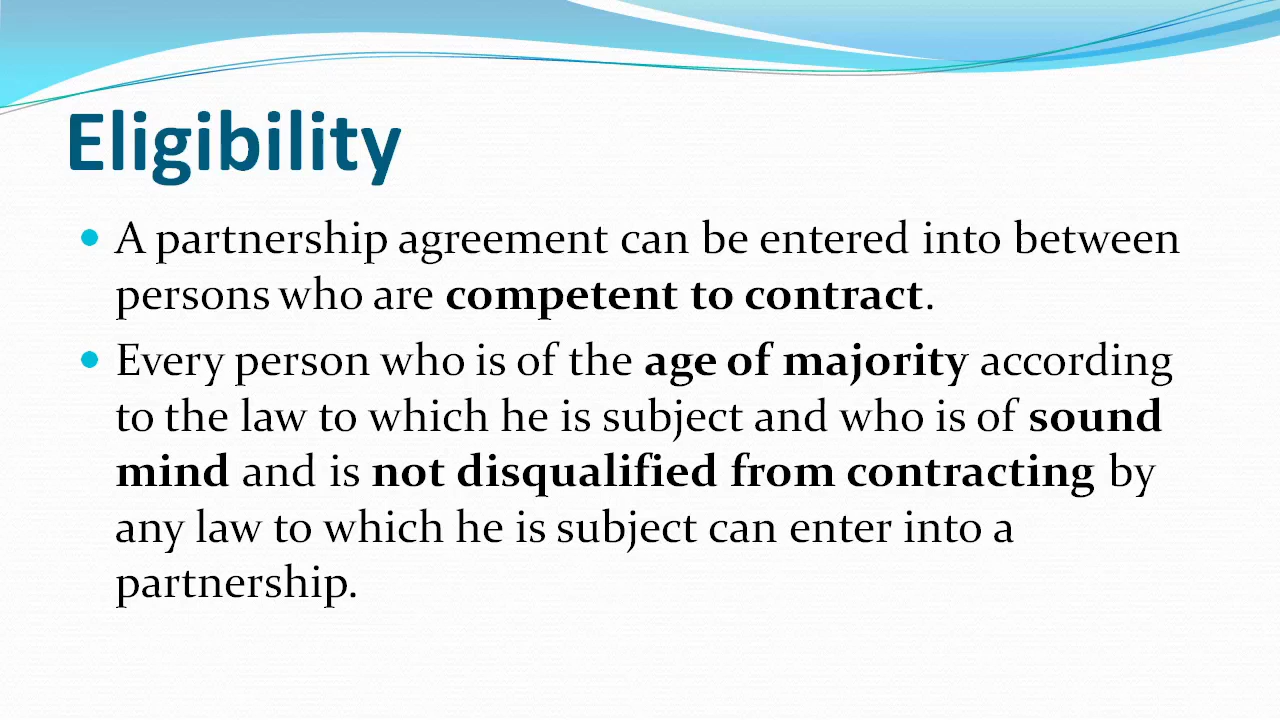 Eligibility
A partnership agreement can be entered into between
persons who are competent to contract.
Every person who is of the age of majority according
to the law to which he is subject and who is of sound
mind and is not disqualified from contracting by
any law to which he is subject can enter into a
partnership.